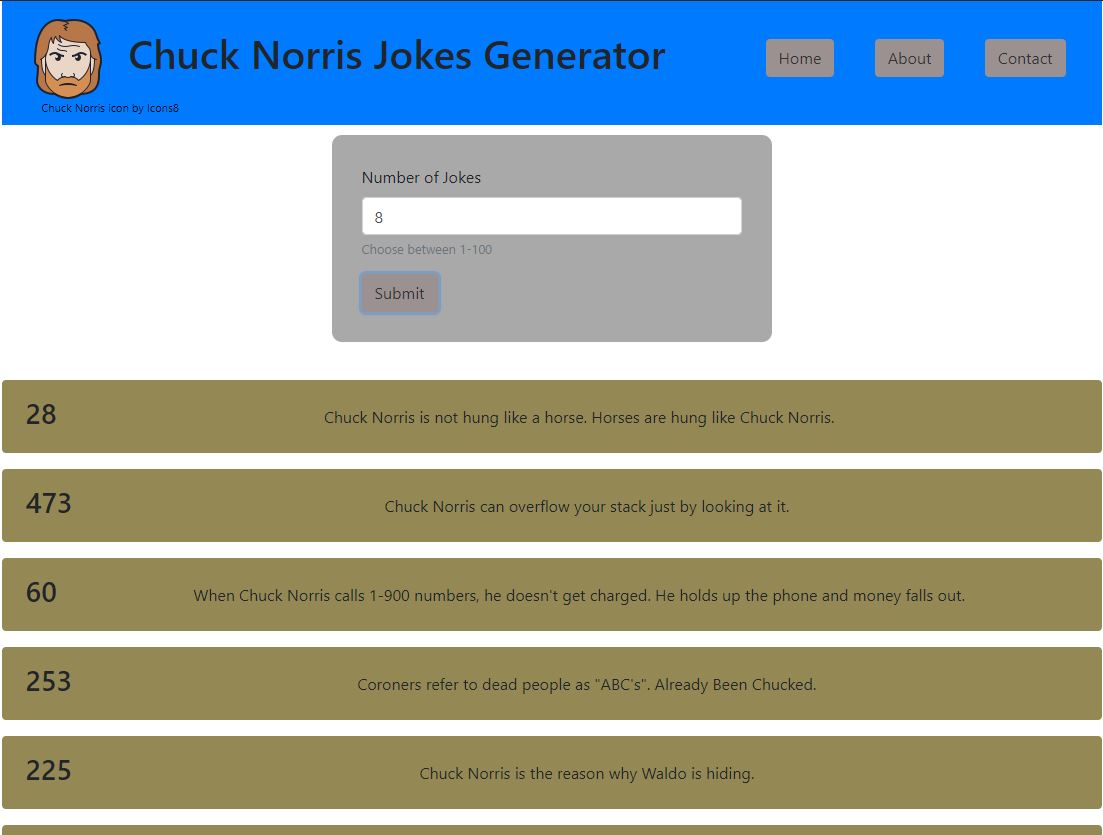 Chuck Norris Jokes Generator
Home
About
Contact
Chuck Norris icon by Icons8
Number of Jokes
8
Choose between 1-100
Submit
28
Chuck Norris is not hung like a horse. Horses are hung like Chuck Norris.
473
Chuck Norris can overflow your stack just by looking at it.
60
When Chuck Norris calls 1-900 numbers, he doesn't get charged. He holds up the phone and money falls out.
253
Coroners refer to dead people as "ABC's". Already Been Chucked.
225
Chuck Norris is the reason why Waldo is hiding.